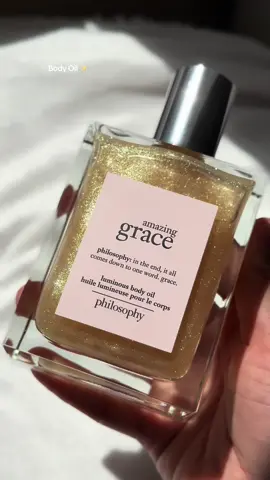 Body Oil ✨
amazing
grace
philosophy: in the end, it all
comes down to one word, grace.
luminous body oil
huile lumineuse pour le corps
philosophy